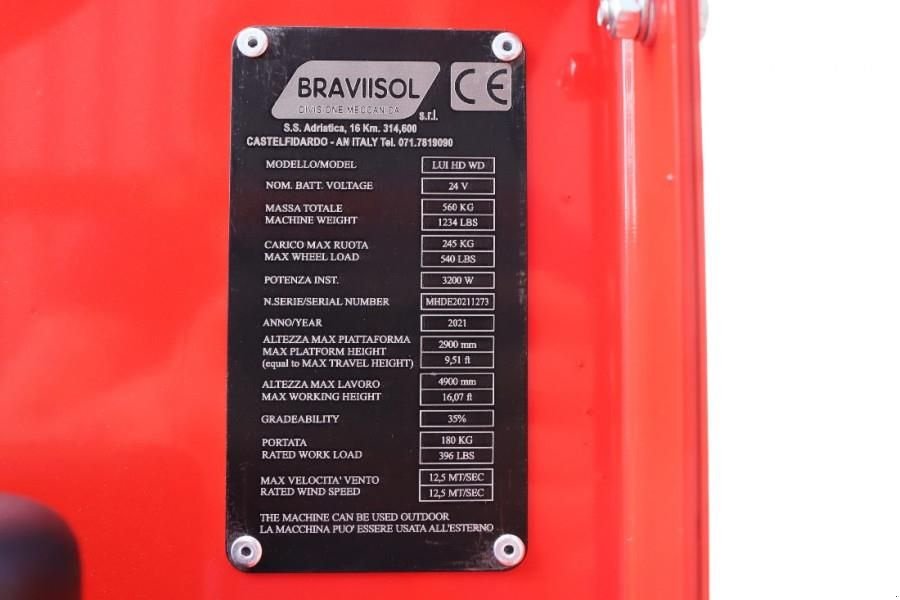 BRAVIISOL
DIVISIONE MECCANICA
s.r.l.
CE
S.S. Adriatica, 16 Km. 314,600
CASTELFIDARDO - AN ITALY Tel. 071.7819090
MODELLO/MODEL LUI HD WD
NOM. BATT. VOLTAGE 24 V
MASSA TOTALE 560 KG
MACHINE WEIGHT 1234 LBS
CARICO MAX RUOTA 245 KG
MAX WHEEL LOAD 540 LBS
POTENZA INST. 3200 W
N.SERIE/SERIAL NUMBER MHDE20211273
ANNO/YEAR 2021
ALTEZZA MAX PIATTAFORMA
MAX PLATFORM HEIGHT 2900 mm
(equal to MAX TRAVEL HEIGHT) 9,51 ft
ALTEZZA MAX LAVORO 4900 mm
MAX WORKING HEIGHT 16,07 ft
GRADEABILITY 35%
PORTATA 180 KG
RATED WORK LOAD 396 LBS
MAX VELOCITA' VENTO 12,5 MT/SEC
RATED WIND SPEED 12,5 MT/SEC
THE MACHINE CAN BE USED OUTDOOR
LA MACCHINA PUO' ESSERE USATA ALL'ESTERNO